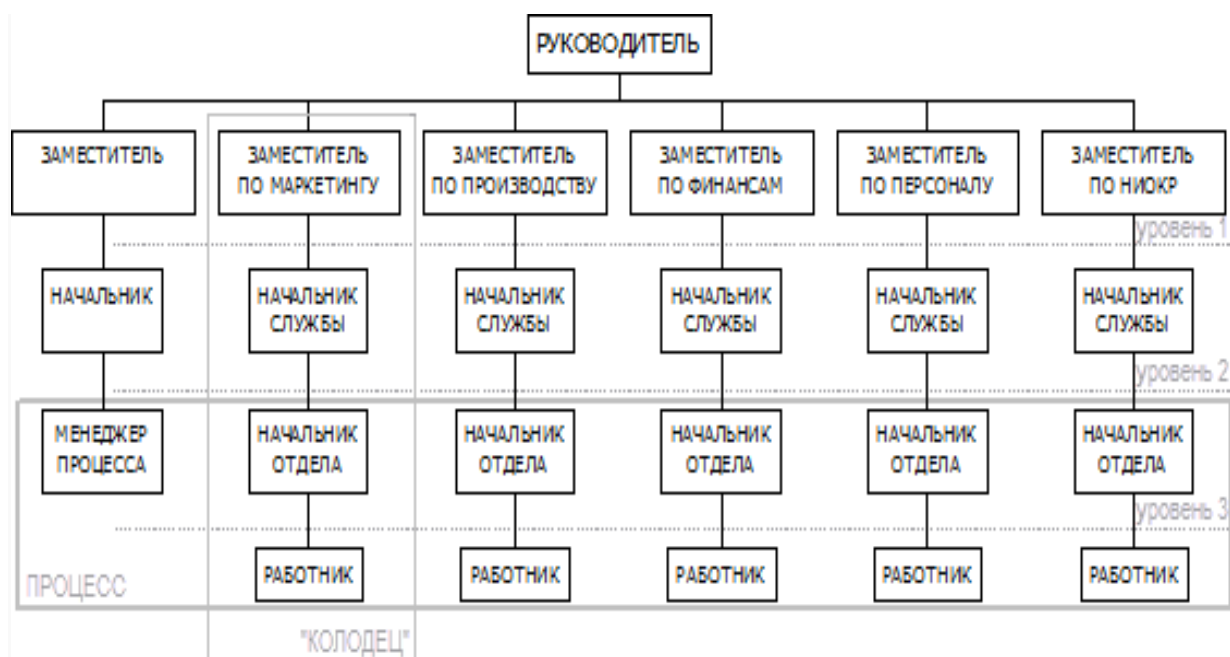 РУКОВОДИТЕЛЬ
ЗАМЕСТИТЕЛЬ
ЗАМЕСТИТЕЛЬ
ПО МАРКЕТИНГУ
ЗАМЕСТИТЕЛЬ
ПО ПРОИЗВОДСТВУ
ЗАМЕСТИТЕЛЬ
ПО ФИНАНСАМ
ЗАМЕСТИТЕЛЬ
ПО ПЕРСОНАЛУ
ЗАМЕСТИТЕЛЬ
ПО НИОКР
уровень 1
НАЧАЛЬНИК
НАЧАЛЬНИК
СЛУЖБЫ
НАЧАЛЬНИК
СЛУЖБЫ
НАЧАЛЬНИК
СЛУЖБЫ
НАЧАЛЬНИК
СЛУЖБЫ
НАЧАЛЬНИК
СЛУЖБЫ
уровень 2
МЕНЕДЖЕР
ПРОЦЕССА
НАЧАЛЬНИК
ОТДЕЛА
НАЧАЛЬНИК
ОТДЕЛА
НАЧАЛЬНИК
ОТДЕЛА
НАЧАЛЬНИК
ОТДЕЛА
НАЧАЛЬНИК
ОТДЕЛА
уровень 3
РАБОТНИК
РАБОТНИК
РАБОТНИК
РАБОТНИК
РАБОТНИК
ПРОЦЕСС
"КОЛОДЕЦ"